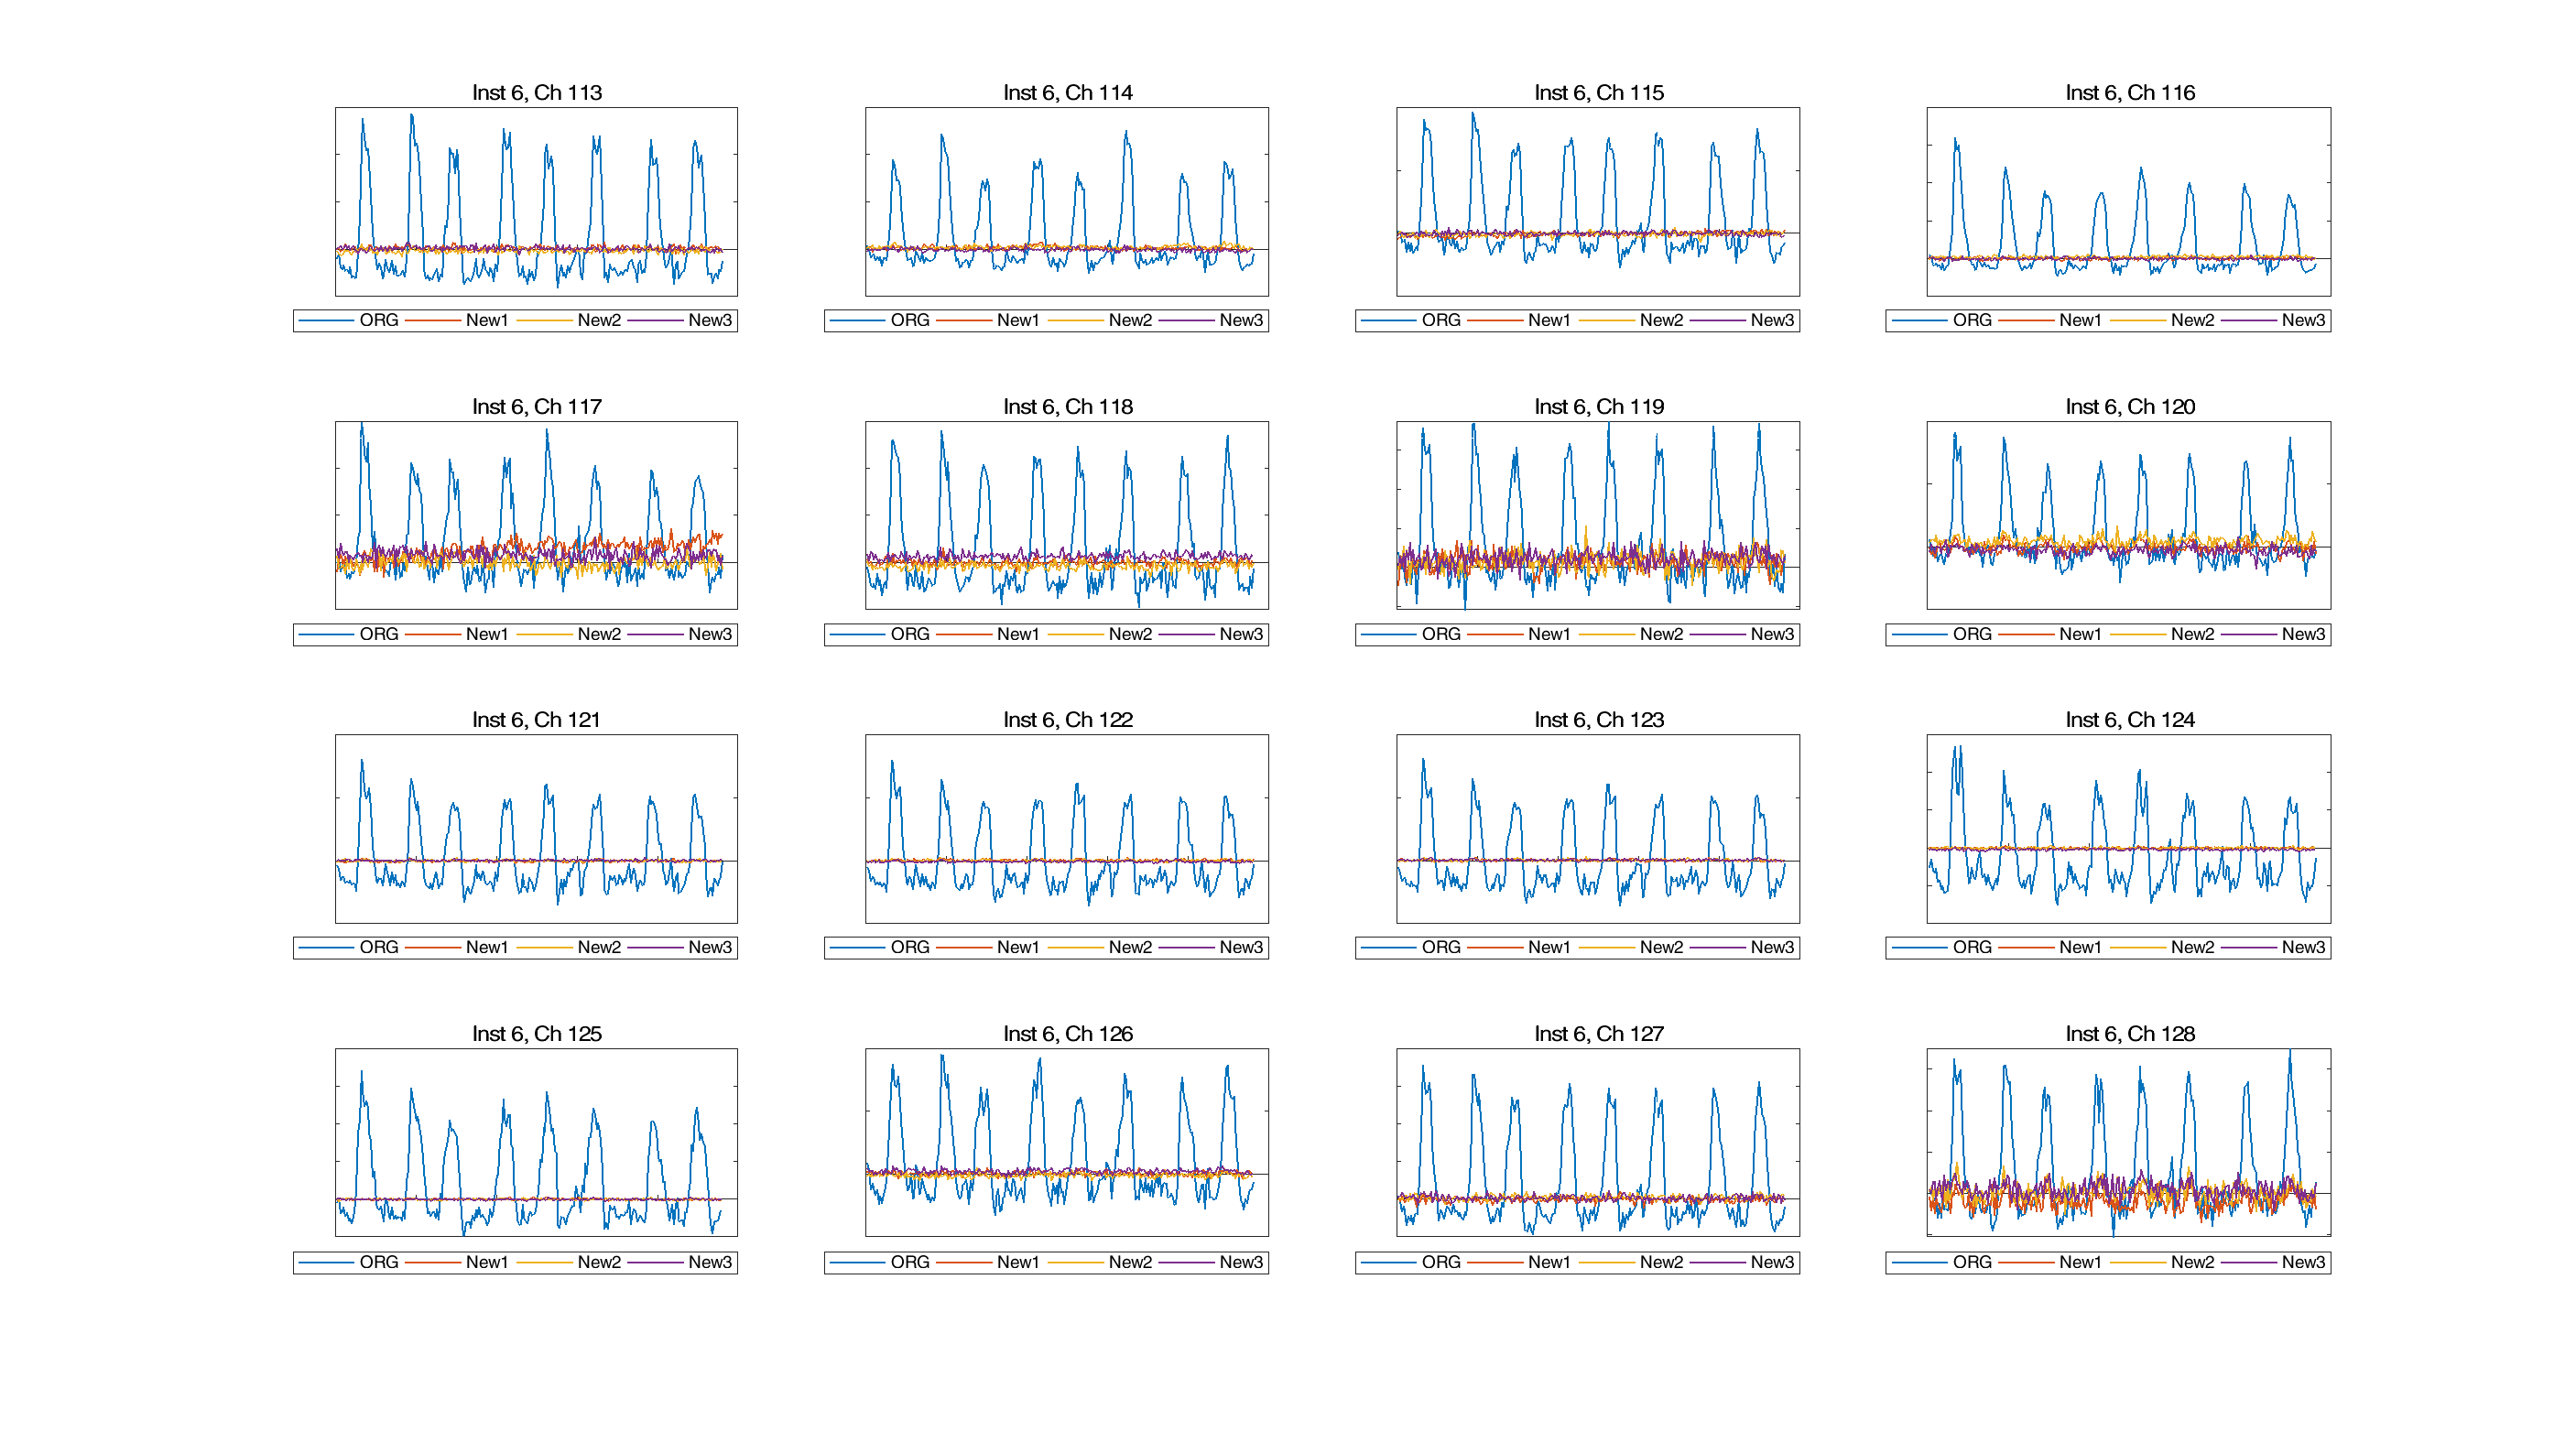 Inst 6, Ch 113
ORG New1 New2 New3
Inst 6, Ch 114
ORG New1 New2 New3
Inst 6, Ch 115
ORG New1 New2 New3
Inst 6, Ch 116
ORG New1 New2 New3
Inst 6, Ch 117
ORG New1 New2 New3
Inst 6, Ch 118
ORG New1 New2 New3
Inst 6, Ch 119
ORG New1 New2 New3
Inst 6, Ch 120
ORG New1 New2 New3
Inst 6, Ch 121
ORG New1 New2 New3
Inst 6, Ch 122
ORG New1 New2 New3
Inst 6, Ch 123
ORG New1 New2 New3
Inst 6, Ch 124
ORG New1 New2 New3
Inst 6, Ch 125
ORG New1 New2 New3
Inst 6, Ch 126
ORG New1 New2 New3
Inst 6, Ch 127
ORG New1 New2 New3
Inst 6, Ch 128
ORG New1 New2 New3